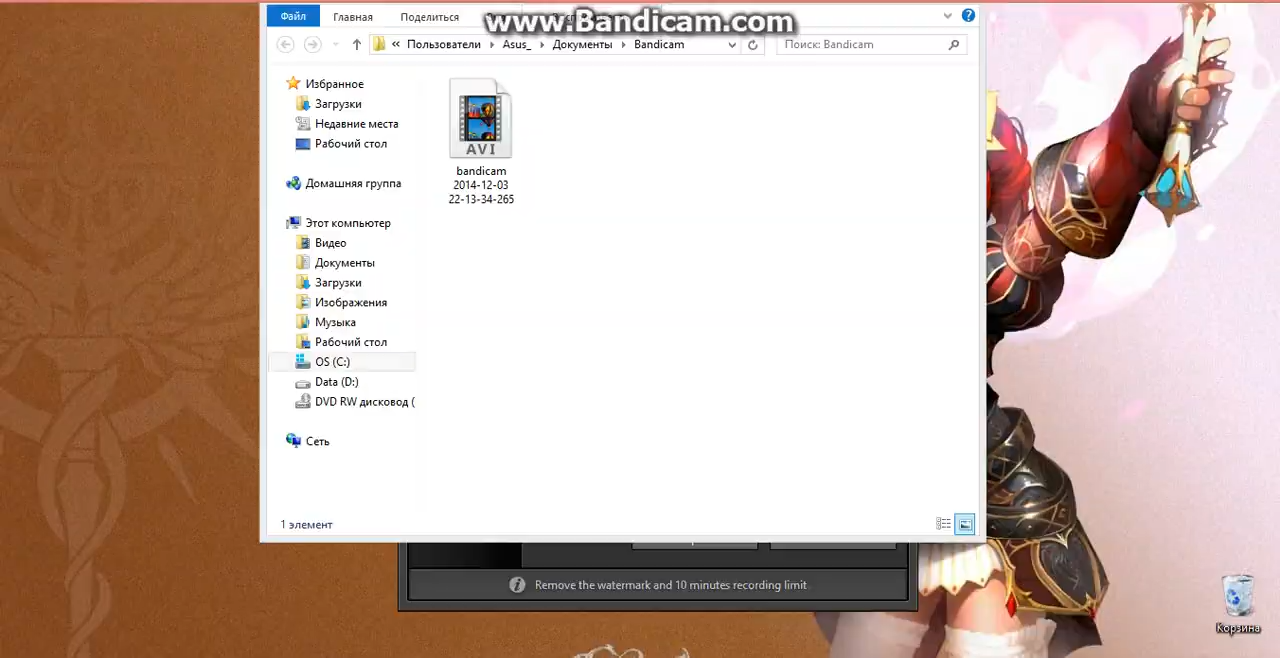 www.Bandicam.com
Файл Главная Поделиться
« Пользователи Asus_ Документы Bandicam
Поиск: Bandicam
Избранное
Загрузки
Недавние места
Рабочий стол
Домашняя группа
Этот компьютер
Видео
Документы
Загрузки
Изображения
Музыка
Рабочий стол
OS (C:)
Data (D:)
DVD RW дисковод (
Сеть
AVI
bandicam
2014-12-03
22-13-34-265
1 элемент
Remove the watermark and 10 minutes recording limit
Корзина